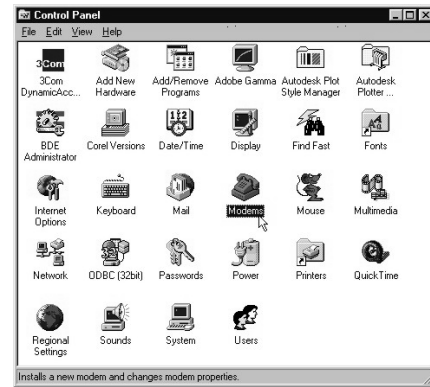 Control Panel
File Edit View Help
3Com
3Com DynamicAcc...
Add New Hardware
Add/Remove Programs
Adobe Gamma
Autodesk Plot Style Manager
Autodesk Plotter ...
BDE Administrator
Corel Versions
Date/Time
Display
Find Fast
Fonts
Internet Options
Keyboard
Mail
Modems
Mouse
Multimedia
Network
ODBC (32bit)
Passwords
Power
Printers
QuickTime
Regional Settings
Sounds
System
Users
Installs a new modem and changes modem properties.